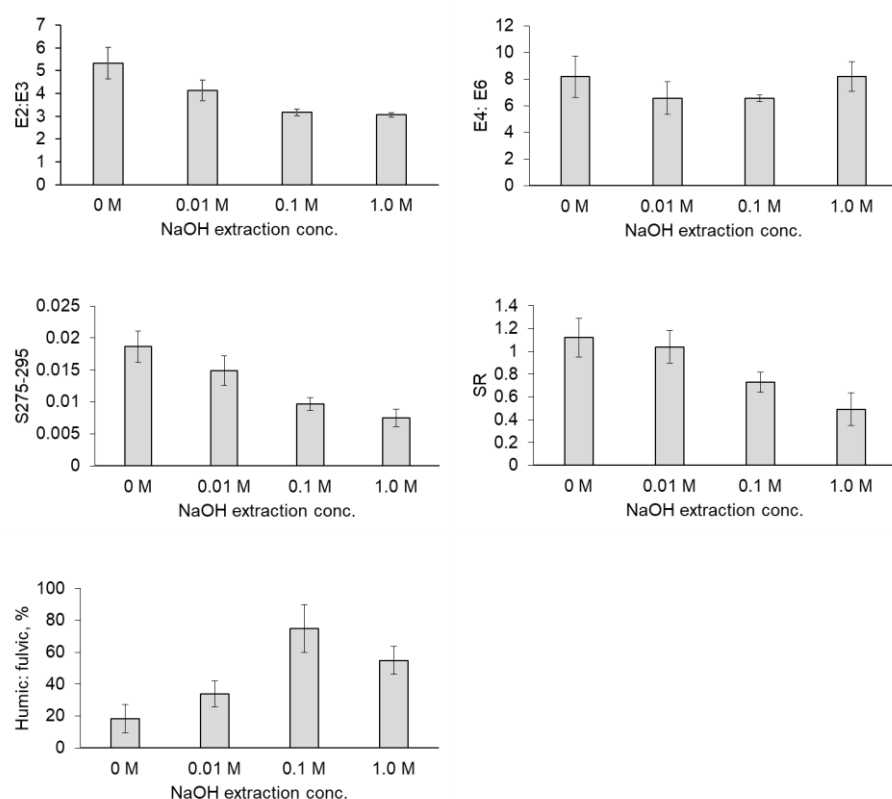 7
6
5
4
3
2
1
0
E2:E3
0 M 0.01 M 0.1 M 1.0 M
NaOH extraction conc.
12
10
8
6
4
2
0
E4: E6
0 M 0.01 M 0.1 M 1.0 M
NaOH extraction conc.
0.025
0.02
0.015
0.01
0.005
0
S275-295
0 M 0.01 M 0.1 M 1.0 M
NaOH extraction conc.
1.4
1.2
1
0.8
0.6
0.4
0.2
0
SR
0 M 0.01 M 0.1 M 1.0 M
NaOH extraction conc.
100
80
60
40
20
0
Humic: fulvic, %
0 M 0.01 M 0.1 M 1.0 M
NaOH extraction conc.